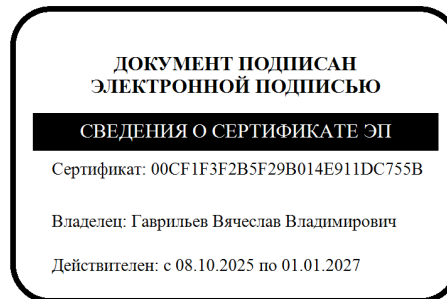 ДОКУМЕНТ ПОДПИСАН
ЭЛЕКТРОННОЙ ПОДПИСЬЮ
СВЕДЕНИЯ О СЕРТИФИКАТЕ ЭП
Сертификат: 00CF1F3F2B5F29B014E911DC755B
Владелец: Гаврильев Вячеслав Владимирович
Действителен: с 08.10.2025 по 01.01.2027